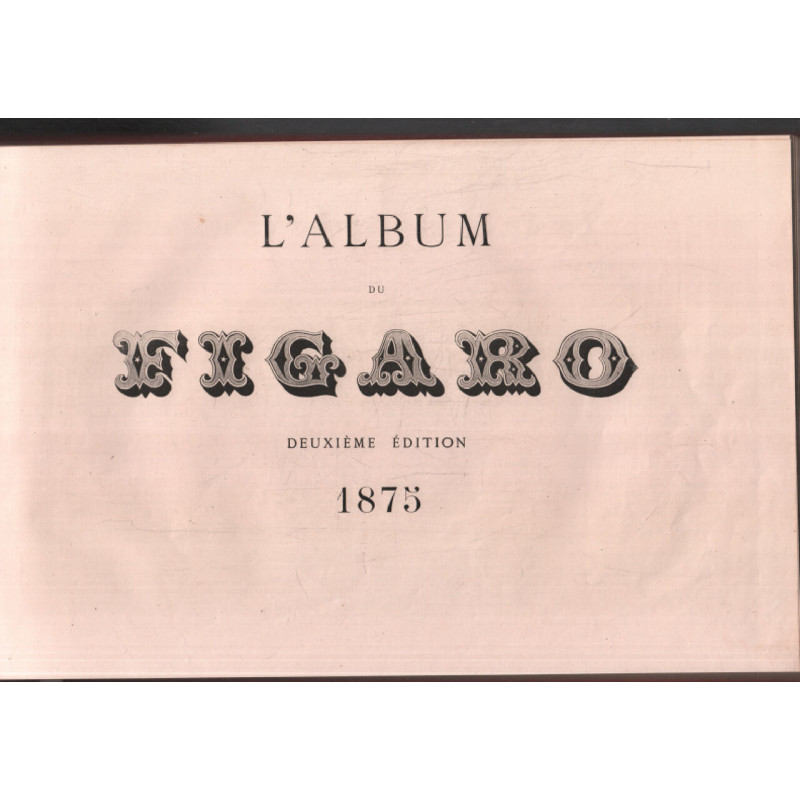 L'ALBUM
DU
FIGARO
DEUXIÈME ÉDITION
1875